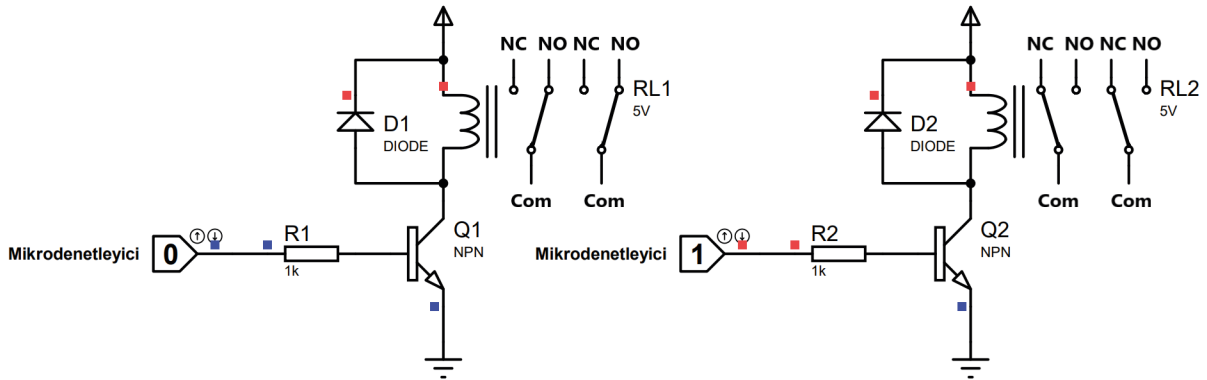 NC NO NC NO
RL1
5V
D1
DIODE
Com Com
Mikrodenetleyici 0
R1
1k
Q1
NPN
NC NO NC NO
RL2
5V
D2
DIODE
Com Com
Mikrodenetleyici 1
R2
1k
Q2
NPN